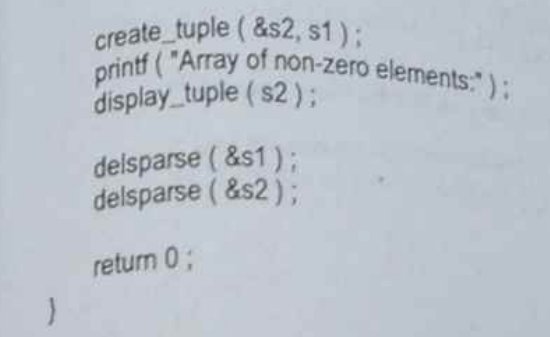 create_tuple ( &s2, s1 ) ;
printf ( "Array of non-zero elements:" ) ;
display_tuple ( s2 ) ;
delsparse ( &s1 ) ;
delsparse ( &s2 ) ;
return 0 ;
}